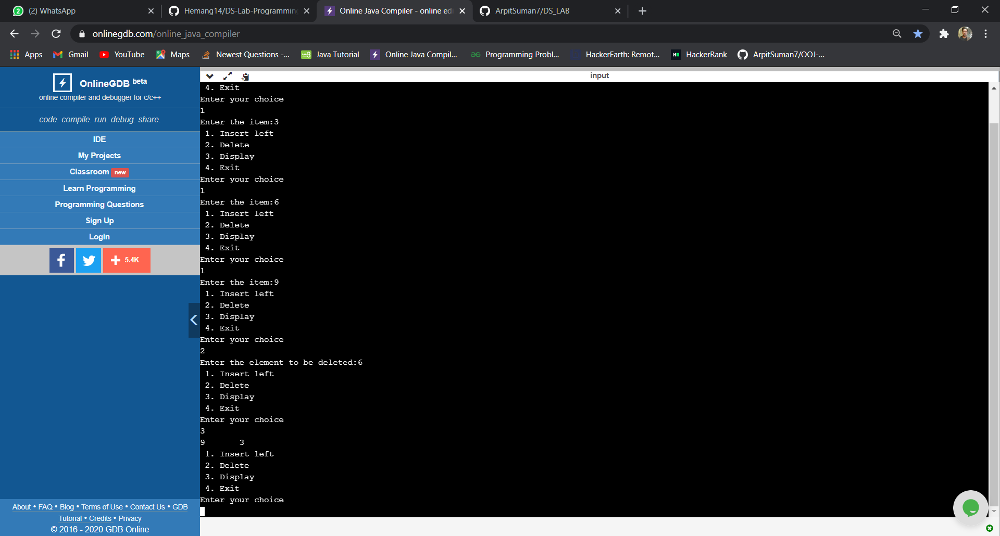 (2) WhatsApp
Hemang14/DS-Lab-Programming
Online Java Compiler - online edi
ArpitSuman7/DS_LAB
onlinegdb.com/online_java_compiler
Apps
Gmail
YouTube
Maps
Newest Questions -...
Java Tutorial
Online Java Compil...
Programming Probl...
HackerEarth: Remot...
HackerRank
ArpitSuman7/OOJ-...
OnlineGDB beta
online compiler and debugger for c/c++
code. compile. run. debug. share.
IDE
My Projects
Classroom new
Learn Programming
Programming Questions
Sign Up
Login
f
+ 5.4K
About • FAQ • Blog • Terms of Use • Contact Us • GDB
Tutorial • Credits • Privacy
© 2016 - 2020 GDB Online
input
4. Exit
Enter your choice
1
Enter the item:3
1. Insert left
2. Delete
3. Display
4. Exit
Enter your choice
1
Enter the item:6
1. Insert left
2. Delete
3. Display
4. Exit
Enter your choice
1
Enter the item:9
1. Insert left
2. Delete
3. Display
4. Exit
Enter your choice
2
Enter the element to be deleted:6
1. Insert left
2. Delete
3. Display
4. Exit
Enter your choice
3
9 3
1. Insert left
2. Delete
3. Display
4. Exit
Enter your choice